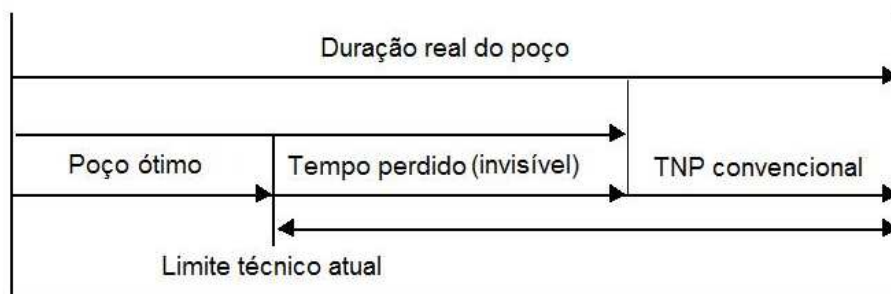 Duração real do poço
Poço ótimo
Tempo perdido (invisível)
TNP convencional
Limite técnico atual